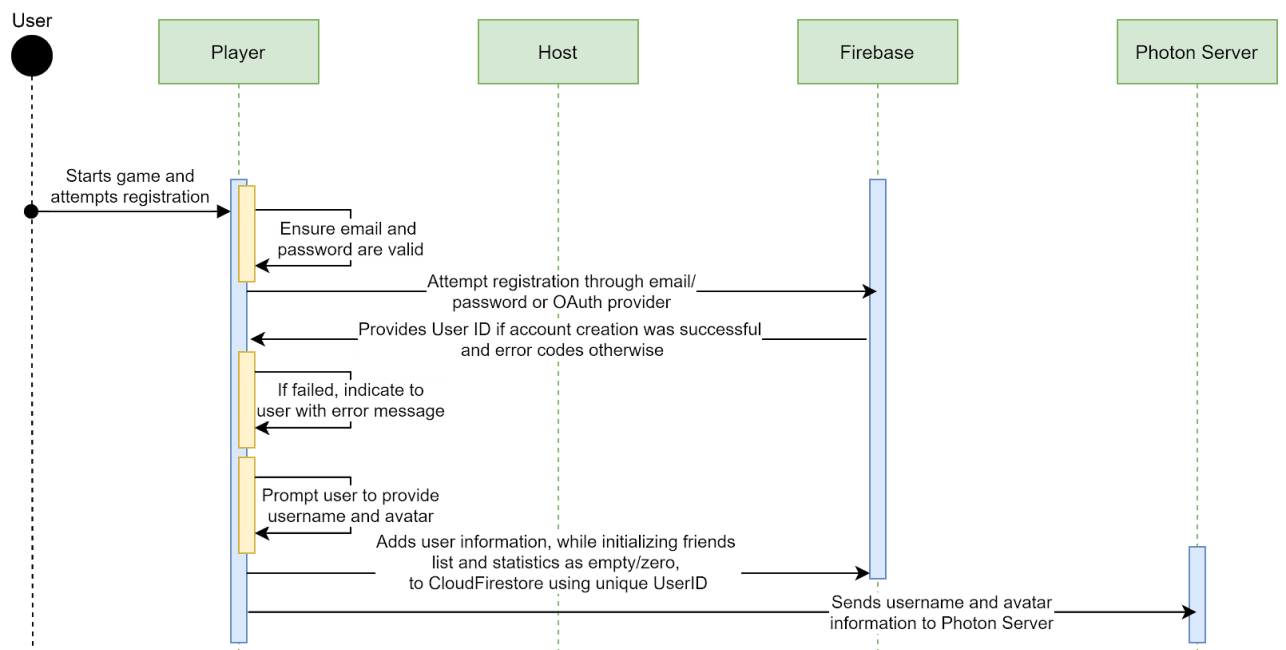 User
Player
Host
Firebase
Photon Server
Starts game and
attempts registration
Ensure email and
password are valid
Attempt registration through email/
password or OAuth provider
Provides User ID if account creation was successful
and error codes otherwise
If failed, indicate to
user with error message
Prompt user to provide
username and avatar
Adds user information, while initializing friends
list and statistics as empty/zero,
to CloudFirestore using unique UserID
Sends username and avatar
information to Photon Server